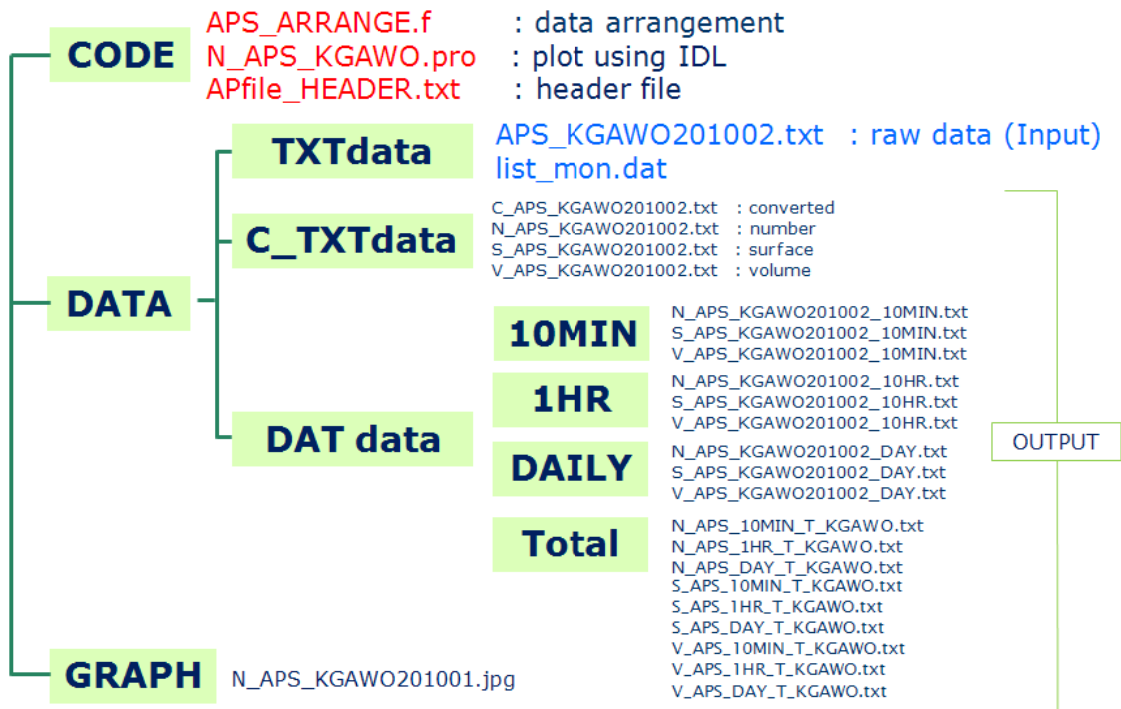 CODE
APS_ARRANGE.f : data arrangement
N_APS_KGAWO.pro : plot using IDL
APfile_HEADER.txt : header file
DATA
TXTdata
APS_KGAWO201002.txt : raw data (Input)
list_mon.dat
C_TXTdata
C_APS_KGAWO201002.txt : converted
N_APS_KGAWO201002.txt : number
S_APS_KGAWO201002.txt : surface
V_APS_KGAWO201002.txt : volume
DAT data
10MIN
N_APS_KGAWO201002_10MIN.txt
S_APS_KGAWO201002_10MIN.txt
V_APS_KGAWO201002_10MIN.txt
1HR
N_APS_KGAWO201002_10HR.txt
S_APS_KGAWO201002_10HR.txt
V_APS_KGAWO201002_10HR.txt
DAILY
N_APS_KGAWO201002_DAY.txt
S_APS_KGAWO201002_DAY.txt
V_APS_KGAWO201002_DAY.txt
Total
N_APS_10MIN_T_KGAWO.txt
N_APS_1HR_T_KGAWO.txt
N_APS_DAY_T_KGAWO.txt
S_APS_10MIN_T_KGAWO.txt
S_APS_1HR_T_KGAWO.txt
S_APS_DAY_T_KGAWO.txt
V_APS_10MIN_T_KGAWO.txt
V_APS_1HR_T_KGAWO.txt
V_APS_DAY_T_KGAWO.txt
OUTPUT
GRAPH
N_APS_KGAWO201001.jpg